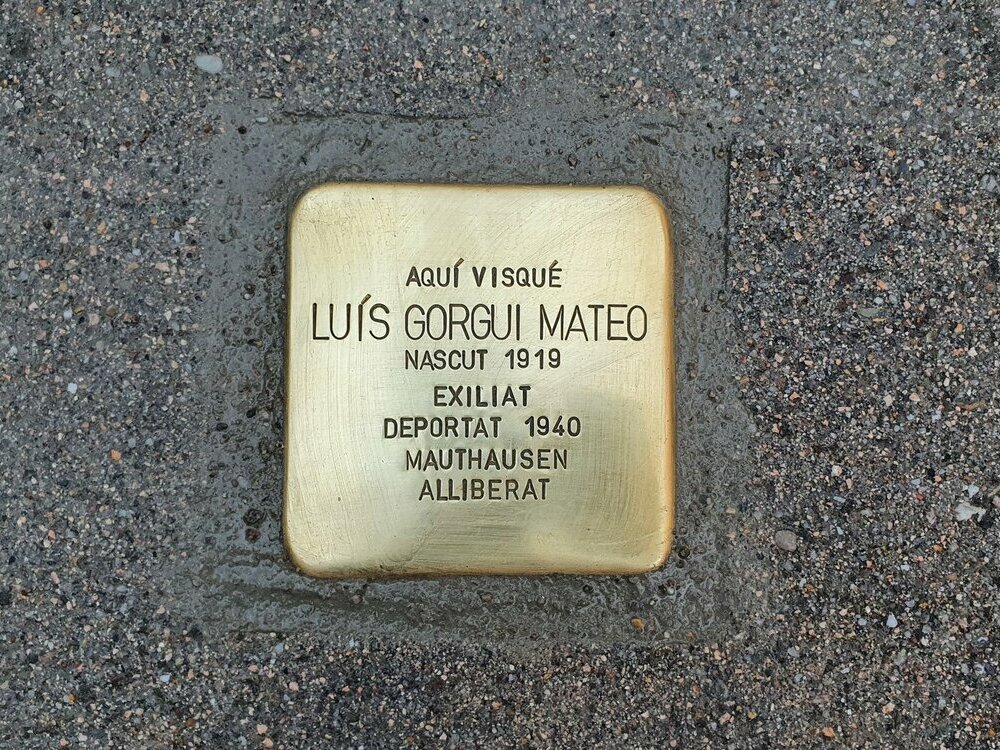 AQUÍ VISQUÉ
LUÍS GORGUI MATEO
NASCUT 1919
EXILIAT
DEPORTAT 1940
MAUTHAUSEN
ALLIBERAT